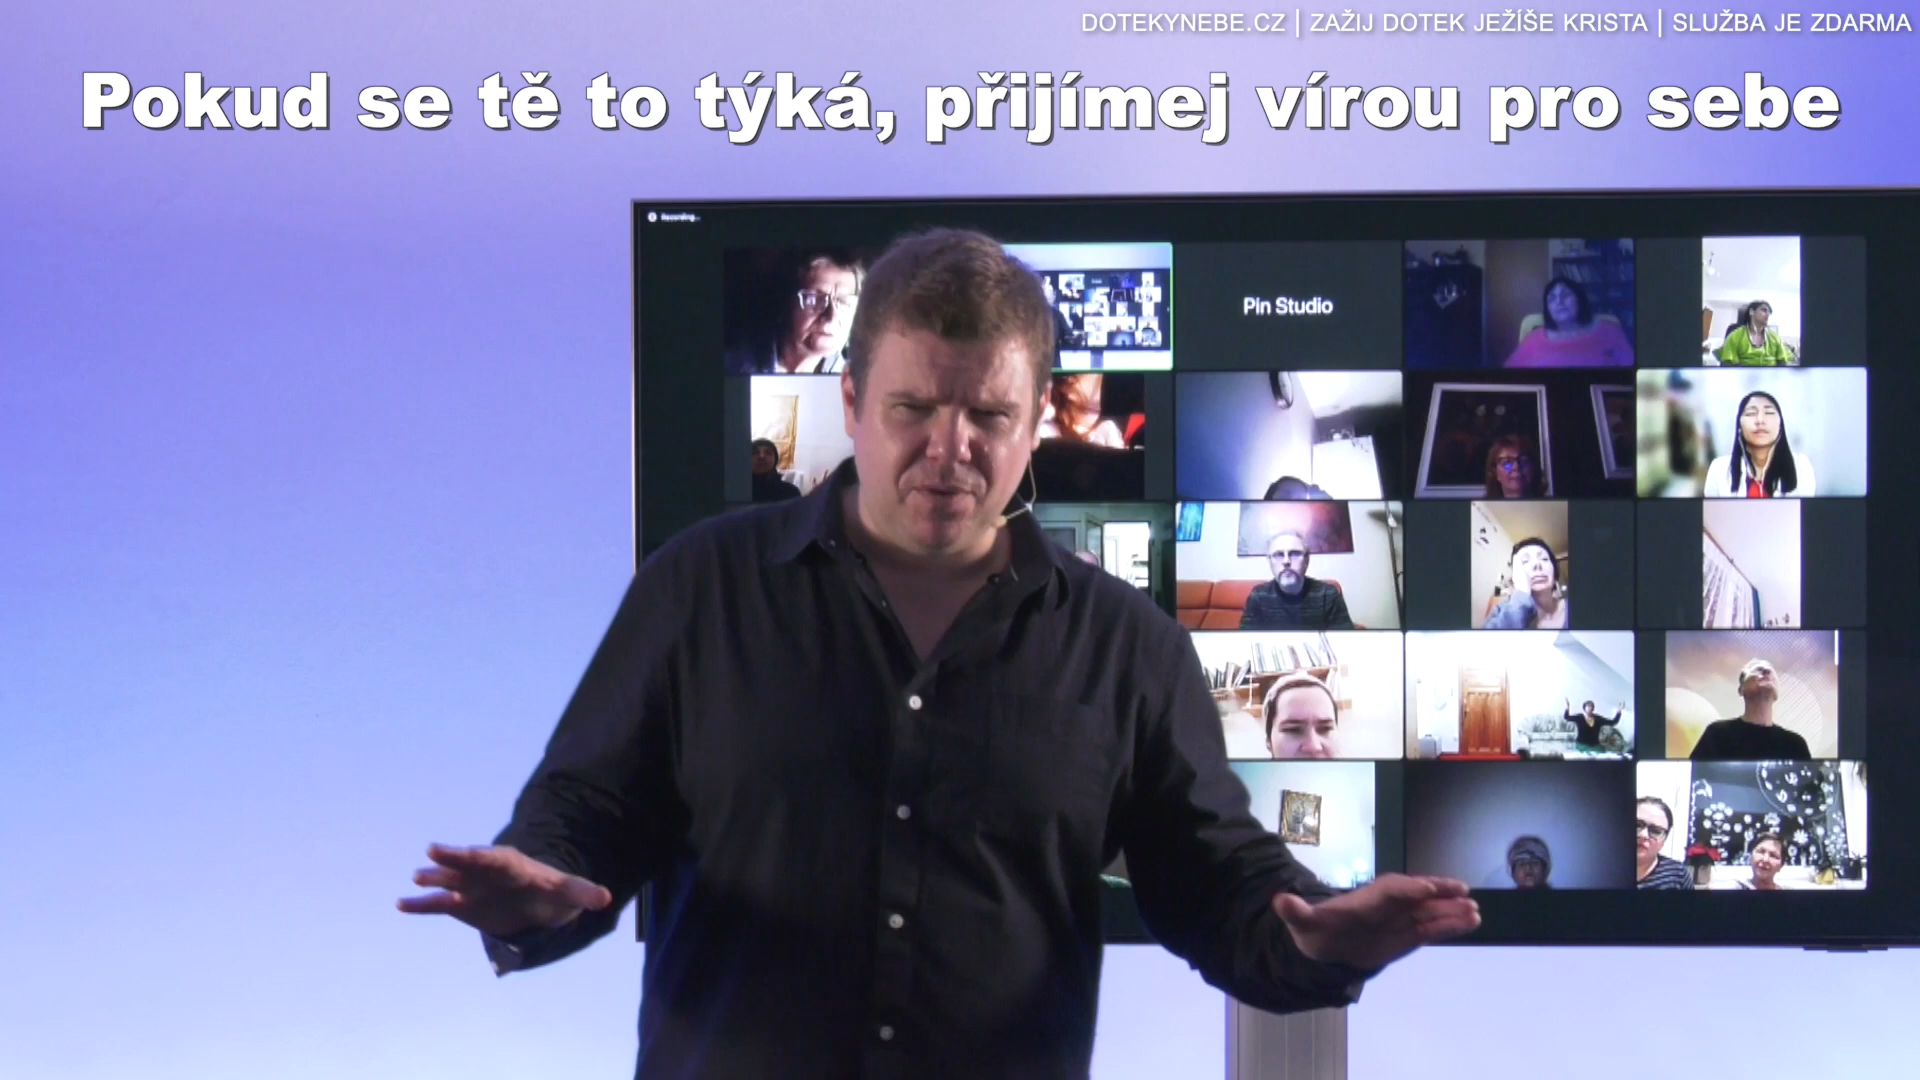 DOTEKYNEBE.CZ | ZAŽIJ DOTEK JEŽÍŠE KRISTA | SLUŽBA JE ZDARMA
Pokud se tě to týká, přijímej vírou pro sebe
Recording...
Pin Studio